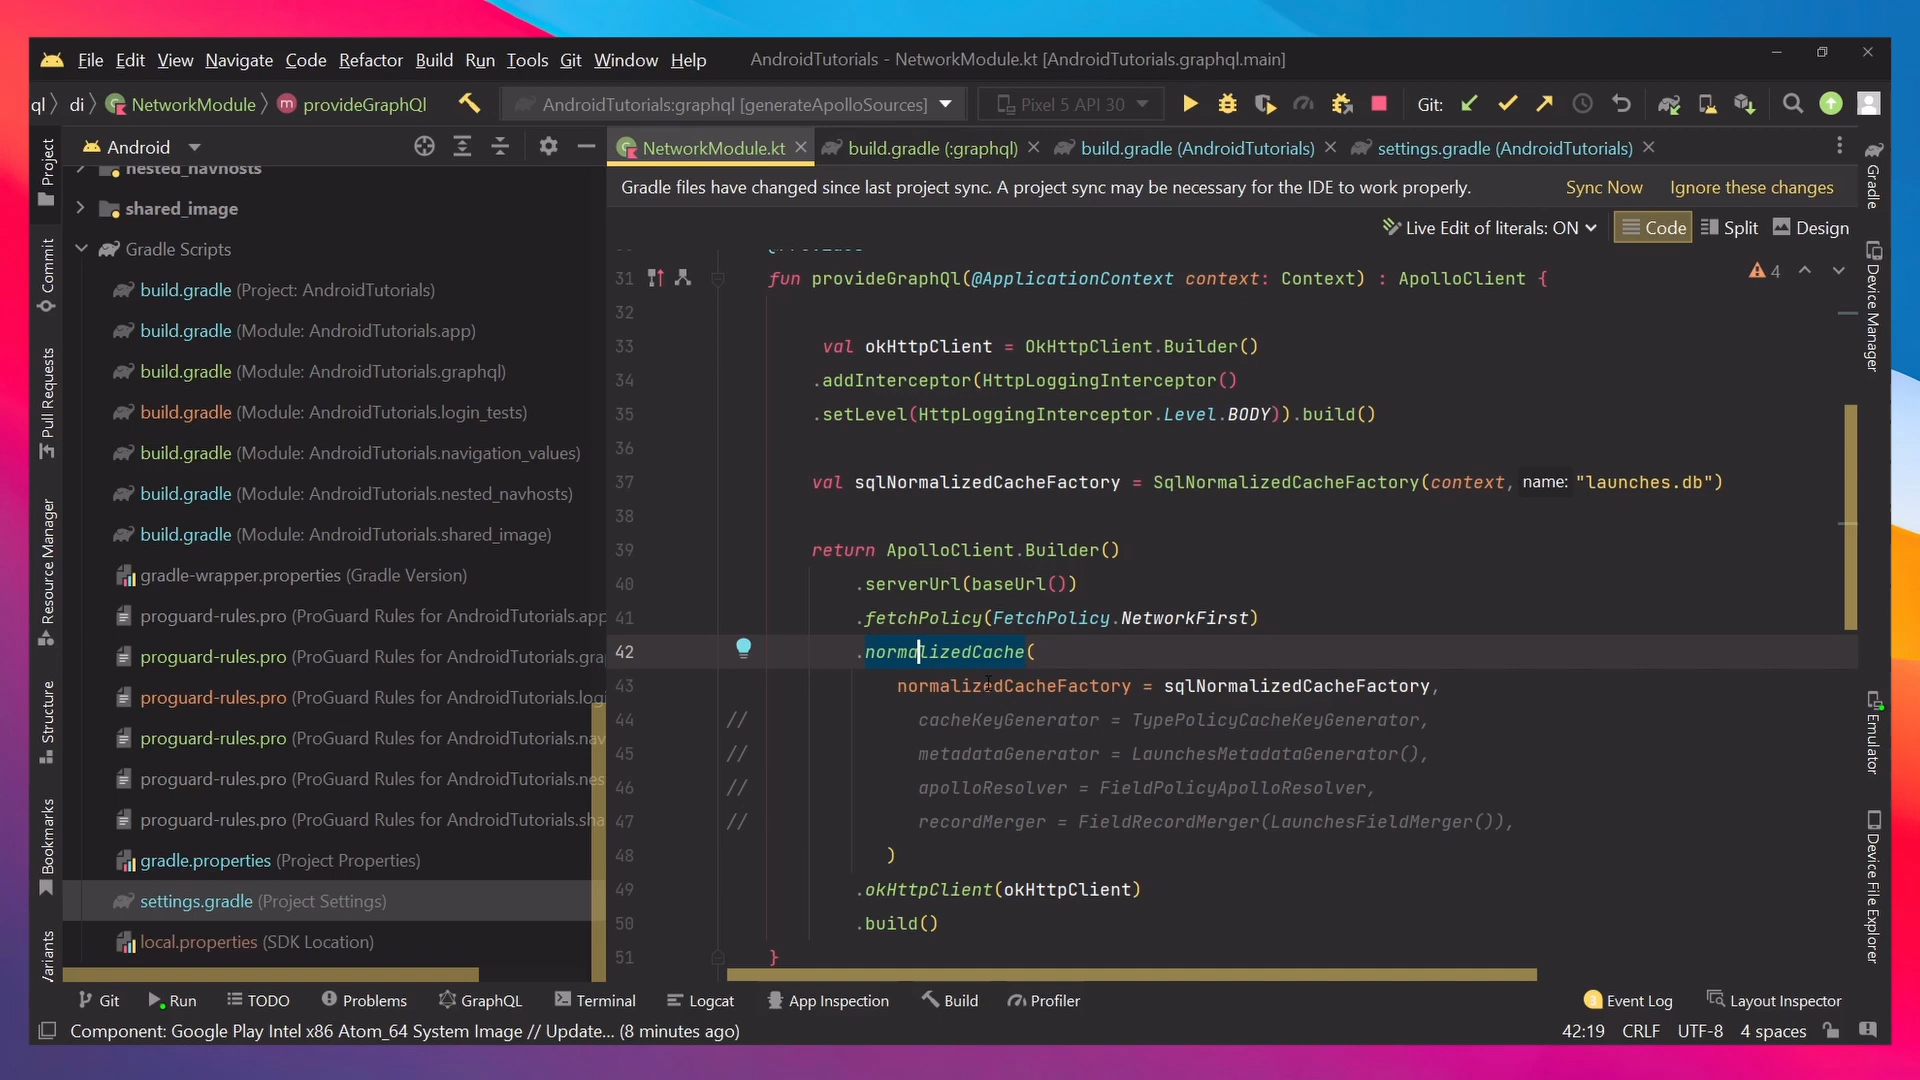 File Edit View Navigate Code Refactor Build Run Tools Git Window Help AndroidTutorials - NetworkModule.kt [AndroidTutorials.graphql.main]
ql di NetworkModule provideGraphQl AndroidTutorials:graphql [generateApolloSources] Pixel 5 API 30 Git:
Android
NetworkModule.kt build.gradle (:graphql) build.gradle (AndroidTutorials) settings.gradle (AndroidTutorials)
Gradle files have changed since last project sync. A project sync may be necessary for the IDE to work properly. Sync Now Ignore these changes
Live Edit of literals: ON Code Split Design
Project
Commit
Pull Requests
Resource Manager
Structure
Bookmarks
nested_navhosts
shared_image
Gradle Scripts
build.gradle (Project: AndroidTutorials)
build.gradle (Module: AndroidTutorials.app)
build.gradle (Module: AndroidTutorials.graphql)
build.gradle (Module: AndroidTutorials.login_tests)
build.gradle (Module: AndroidTutorials.navigation_values)
build.gradle (Module: AndroidTutorials.nested_navhosts)
build.gradle (Module: AndroidTutorials.shared_image)
gradle-wrapper.properties (Gradle Version)
proguard-rules.pro (ProGuard Rules for AndroidTutorials.app
proguard-rules.pro (ProGuard Rules for AndroidTutorials.gra
proguard-rules.pro (ProGuard Rules for AndroidTutorials.logi
proguard-rules.pro (ProGuard Rules for AndroidTutorials.nav
proguard-rules.pro (ProGuard Rules for AndroidTutorials.nes
proguard-rules.pro (ProGuard Rules for AndroidTutorials.sha
gradle.properties (Project Properties)
settings.gradle (Project Settings)
local.properties (SDK Location)
31 fun provideGraphQl(@ApplicationContext context: Context) : ApolloClient {
32
33 val okHttpClient = OkHttpClient.Builder()
34 .addInterceptor(HttpLoggingInterceptor()
35 .setLevel(HttpLoggingInterceptor.Level.BODY)).build()
36
37 val sqlNormalizedCacheFactory = SqlNormalizedCacheFactory(context, name: "launches.db")
38
39 return ApolloClient.Builder()
40 .serverUrl(baseUrl())
41 .fetchPolicy(FetchPolicy.NetworkFirst)
42 .normalizedCache(
43 normalizedCacheFactory = sqlNormalizedCacheFactory,
44 // cacheKeyGenerator = TypePolicyCacheKeyGenerator,
45 // metadataGenerator = LaunchesMetadataGenerator(),
46 // apolloResolver = FieldPolicyApolloResolver,
47 // recordMerger = FieldRecordMerger(LaunchesFieldMerger()),
48 )
49 .okHttpClient(okHttpClient)
50 .build()
51 }
4
Gradle
Device Manager
Emulator
Device File Explorer
Git Run TODO Problems GraphQL Terminal Logcat App Inspection Build Profiler 3 Event Log Layout Inspector
Component: Google Play Intel x86 Atom_64 System Image // Update... (8 minutes ago) 42:19 CRLF UTF-8 4 spaces